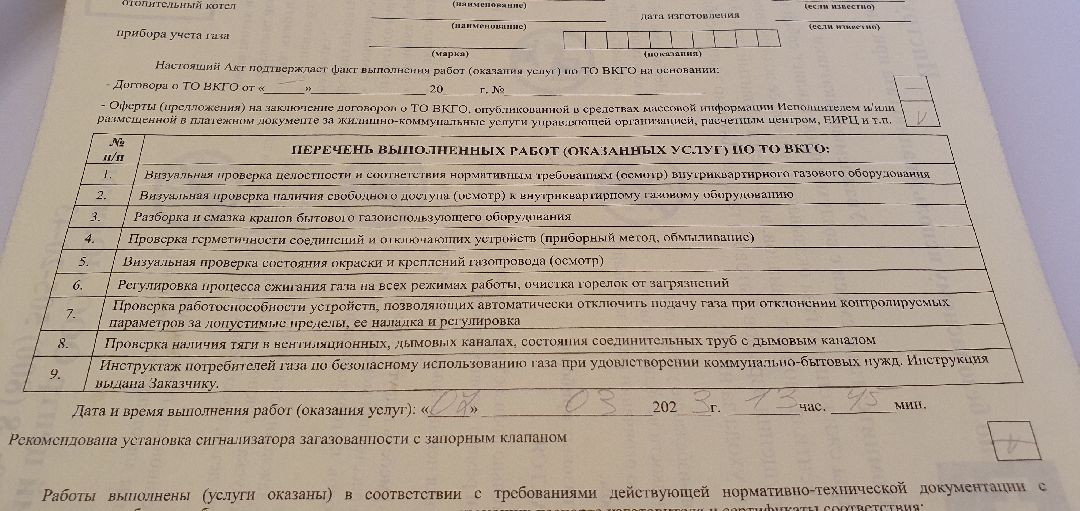 отопительный котел
(наименование)
дата изготовления
(если известно)
прибора учета газа
(наименование)
(если известно)
(марка)
(показания)
Настоящий Акт подтверждает факт выполнения работ (оказания услуг) по ТО ВКГО на основании:
- Договора о ТО ВКГО от «__»________ 20__ г. №
- Оферты (предложения) на заключение договоров о ТО ВКГО, опубликованной в средствах массовой информации Исполнителем и/или
размещенной в платежном документе за жилищно-коммунальные услуги управляющей организацией, расчетным центром, ЕИРЦ и т.п. V
№ п/п ПЕРЕЧЕНЬ ВЫПОЛНЕННЫХ РАБОТ (ОКАЗАННЫХ УСЛУГ) ПО ТО ВКГО:
1. Визуальная проверка целостности и соответствия нормативным требованиям (осмотр) внутриквартирного газового оборудования
2. Визуальная проверка наличия свободного доступа (осмотр) к внутриквартирному газовому оборудованию
3. Разборка и смазка кранов бытового газоиспользующего оборудования
4. Проверка герметичности соединений и отключающих устройств (приборный метод, обмыливание)
5. Визуальная проверка состояния окраски и креплений газопровода (осмотр)
6. Регулировка процесса сжигания газа на всех режимах работы, очистка горелок от загрязнений
7. Проверка работоспособности устройств, позволяющих автоматически отключить подачу газа при отклонении контролируемых
параметров за допустимые пределы, ее наладка и регулировка
8. Проверка наличия тяги в вентиляционных, дымовых каналах, состояния соединительных труб с дымовым каналом
9. Инструктаж потребителей газа по безопасному использованию газа при удовлетворении коммунально-бытовых нужд. Инструкция
выдана Заказчику.
Дата и время выполнения работ (оказания услуг): «07» 03 2023г. 13 час. 45 мин.
Рекомендована установка сигнализатора загазованности с запорным клапаном
Работы выполнены (услуги оказаны) в соответствии с требованиями действующей нормативно-технической документации с
сертификаты соответствия: